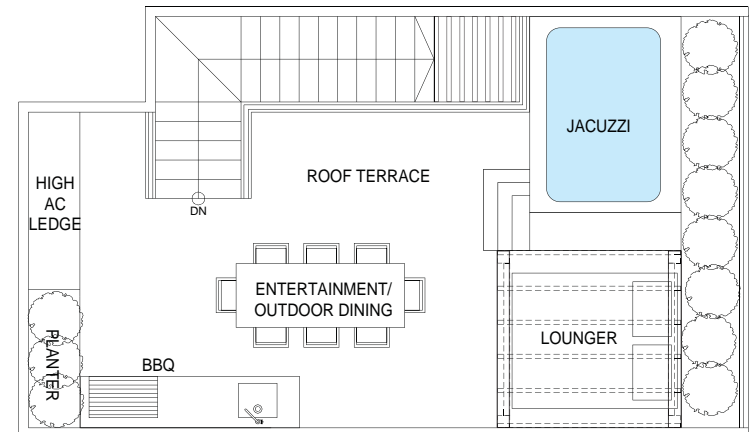 JACUZZI
ROOF TERRACE
HIGH
AC
LEDGE
DN
ENTERTAINMENT/
OUTDOOR DINING
LOUNGER
PLANTER
BBQ